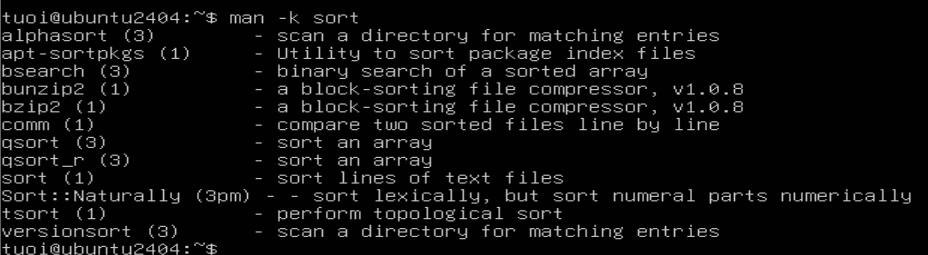 tuoi@ubuntu2404:~$ man -k sort
alphasort (3)        - scan a directory for matching entries
apt-sortpkgs (1)     - Utility to sort package index files
bsearch (3)          - binary search of a sorted array
bunzip2 (1)          - a block-sorting file compressor, v1.0.8
bzip2 (1)            - a block-sorting file compressor, v1.0.8
comm (1)             - compare two sorted files line by line
qsort (3)            - sort an array
qsort_r (3)          - sort an array
sort (1)             - sort lines of text files
Sort::Naturally (3pm) - - sort lexically, but sort numeral parts numerically
tsort (1)            - perform topological sort
versionsort (3)      - scan a directory for matching entries
tuoi@ubuntu2404:~$